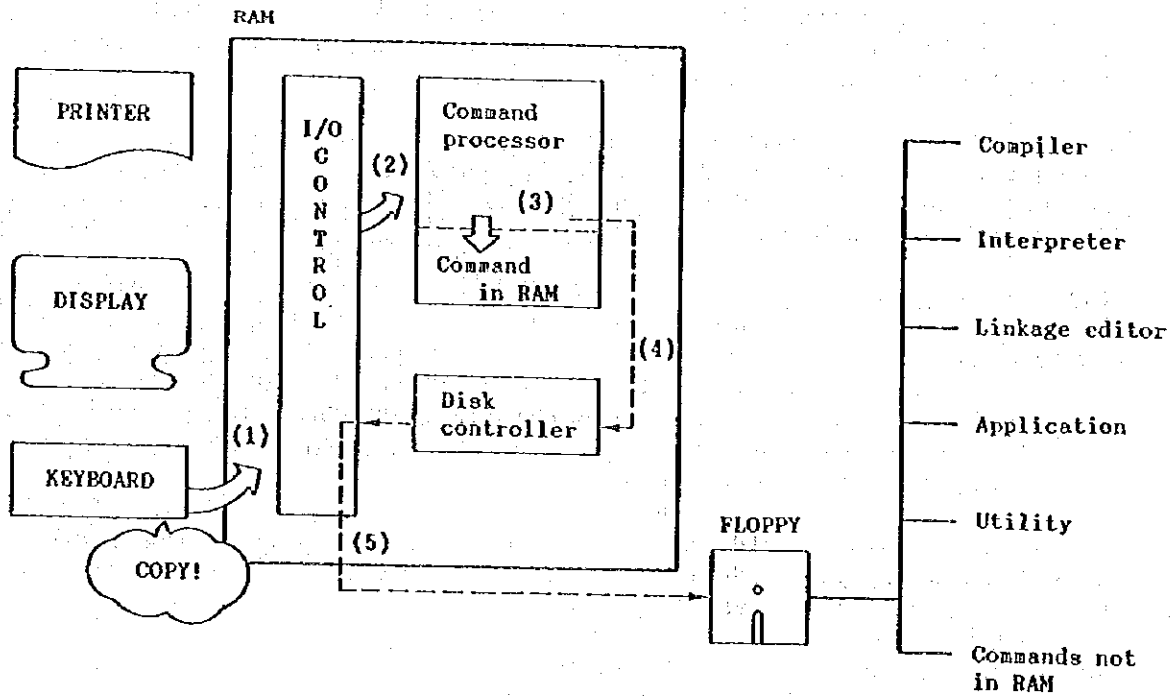 RAM
PRINTER
DISPLAY
KEYBOARD
COPY!
(1)
I/O
C
O
N
T
R
O
L
(2)
Command
processor
(3)
Command
in RAM
(4)
Disk
controller
(5)
FLOPPY
Compiler
Interpreter
Linkage editor
Application
Utility
Commands not
in RAM